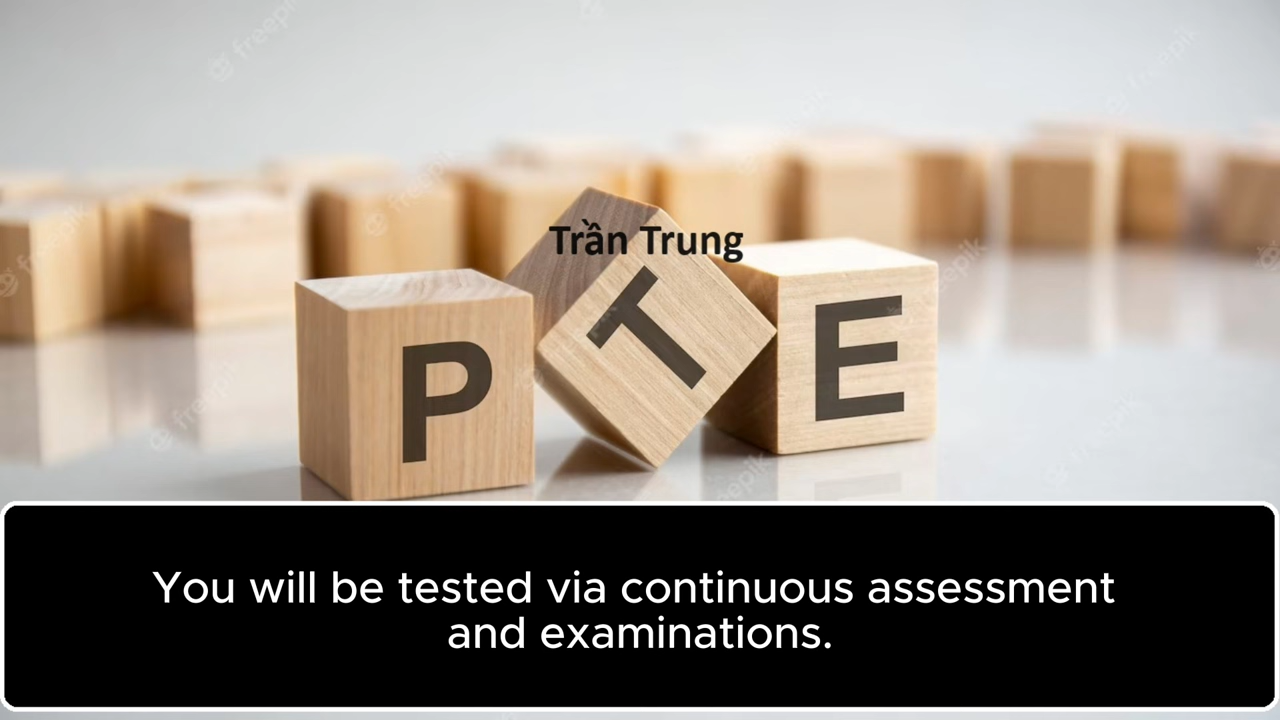 Trần Trung
P T E
You will be tested via continuous assessment
and examinations.